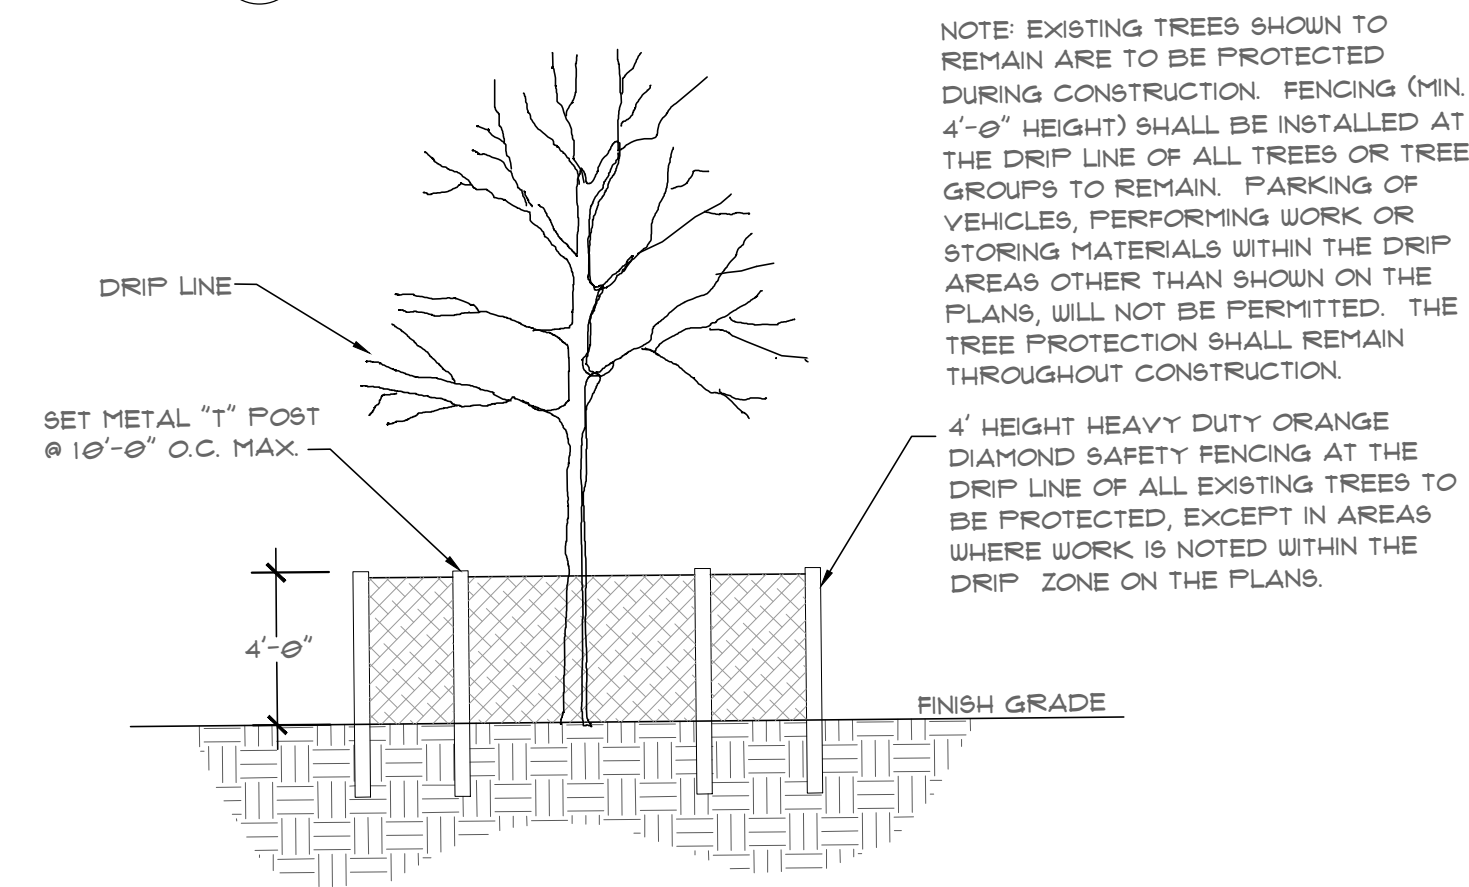 NOTE: EXISTING TREES SHOWN TO
REMAIN ARE TO BE PROTECTED
DURING CONSTRUCTION. FENCING (MIN.
4'-0" HEIGHT) SHALL BE INSTALLED AT
THE DRIP LINE OF ALL TREES OR TREE
GROUPS TO REMAIN. PARKING OF
VEHICLES, PERFORMING WORK OR
STORING MATERIALS WITHIN THE DRIP
AREAS OTHER THAN SHOWN ON THE
PLANS, WILL NOT BE PERMITTED. THE
TREE PROTECTION SHALL REMAIN
THROUGHOUT CONSTRUCTION.
DRIP LINE
SET METAL "T" POST
@ 10'-0" O.C. MAX.
4' HEIGHT HEAVY DUTY ORANGE
DIAMOND SAFETY FENCING AT THE
DRIP LINE OF ALL EXISTING TREES TO
BE PROTECTED, EXCEPT IN AREAS
WHERE WORK IS NOTED WITHIN THE
DRIP ZONE ON THE PLANS.
4'-0"
FINISH GRADE